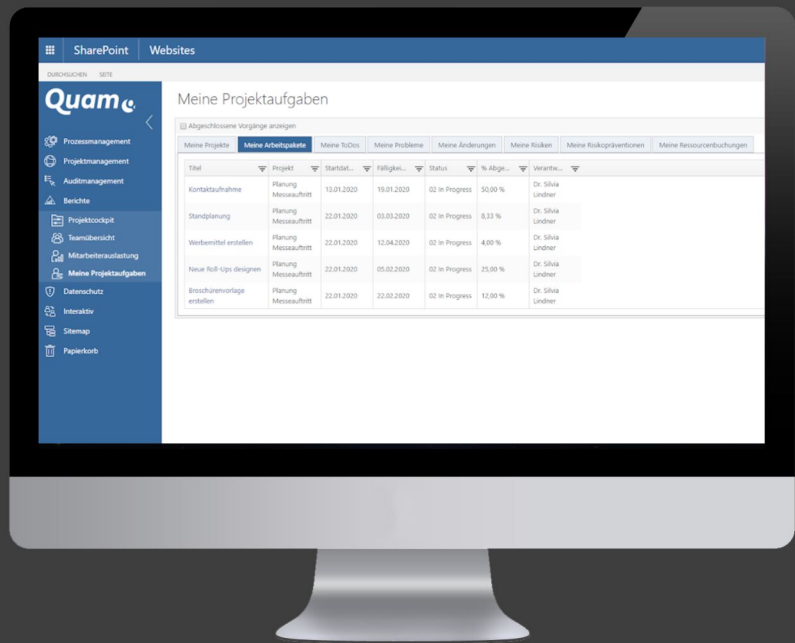 SharePoint Websites
DURCHSUCHEN SEITE
Quam
Meine Projektaufgaben
Abgeschlossene Vorgänge anzeigen
Meine Projekte Meine Arbeitspakete Meine ToDos Meine Probleme Meine Änderungen Meine Risiken Meine Risikopräventionen Meine Ressourcenbuchungen
Titel Projekt Startdat... Fälligkei... Status % Abge... Verantw...
Kontaktaufnahme Planung Messeauftritt 13.01.2020 19.01.2020 02 In Progress 50,00 % Dr. Silvia Lindner
Standplanung Planung Messeauftritt 22.01.2020 03.03.2020 02 In Progress 8,33 % Dr. Silvia Lindner
Werbemittel erstellen Planung Messeauftritt 22.01.2020 12.04.2020 02 In Progress 4,00 % Dr. Silvia Lindner
Neue Roll-Ups designen Planung Messeauftritt 22.01.2020 05.02.2020 02 In Progress 25,00 % Dr. Silvia Lindner
Broschürenvorlage erstellen Planung Messeauftritt 22.01.2020 22.02.2020 02 In Progress 12,00 % Dr. Silvia Lindner
Prozessmanagement
Projektmanagement
Auditmanagement
Berichte
Projektcockpit
Teamübersicht
Mitarbeiterauslastung
Meine Projektaufgaben
Datenschutz
Interaktiv
Sitemap
Papierkorb